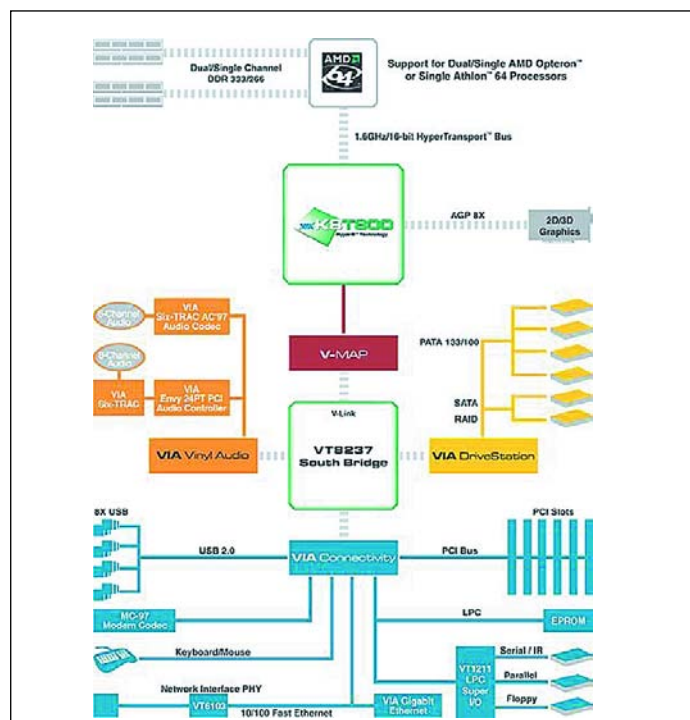 AMD
64
Dual/Single Channel
DDR 333/266
Support for Dual/Single AMD Opteron™
or Single Athlon™ 64 Processors
1.6GHz/16-bit HyperTransport™ Bus
K8T800
Hyper8™ Technology
AGP 8X
2D/3D
Graphics
6-Channel
Audio
VIA
Six-TRAC AC'97
Audio Codec
8-Channel
Audio
VIA
Six-TRAC
VIA
Envy 24PT PCI
Audio Controller
V-MAP
PATA 133/100
SATA
RAID
V-Link
VIA Vinyl Audio
VT8237
South Bridge
VIA DriveStation
8X USB
USB 2.0
VIA Connectivity
PCI Bus
PCI Slots
MC-97
Modem Codec
LPC
EPROM
Keyboard/Mouse
VT1211
LPC
Super
I/O
Serial / IR
Parallel
Floppy
Network Interface PHY
VT6103
10/100 Fast Ethernet
VIA Gigabit
Ethernet